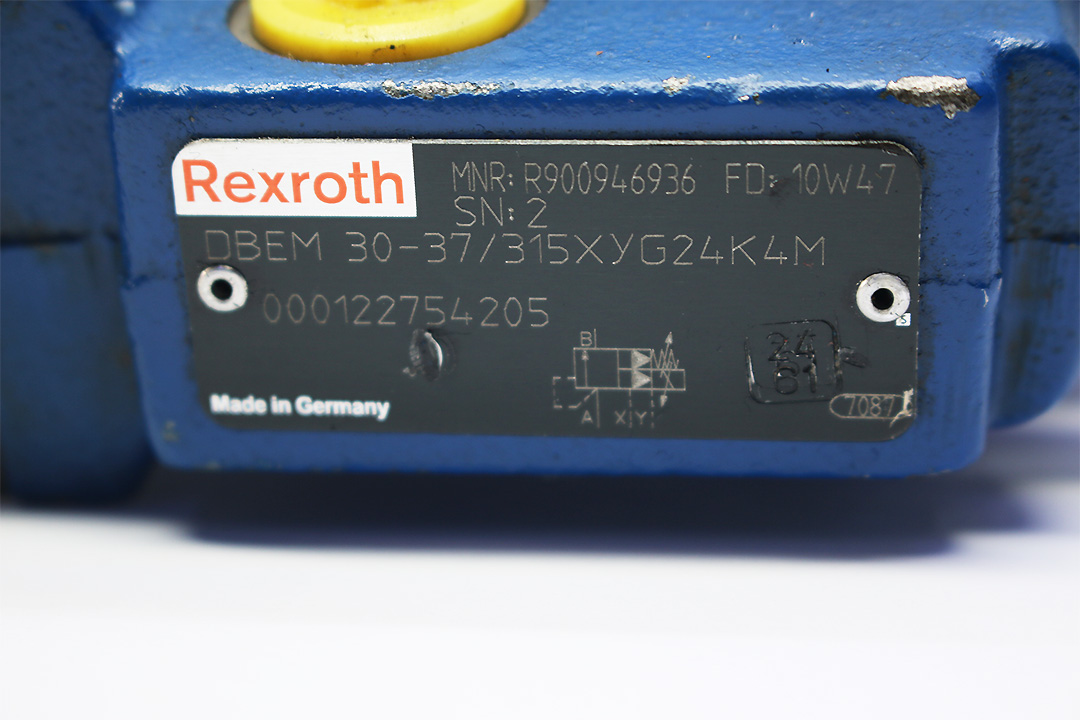 Rexroth
MNR: R900946936 FD: 10W47
SN: 2
DBEM 30-37/315XYG24K4M
000122754205
B
A X Y
24
61
7087
Made in Germany
S